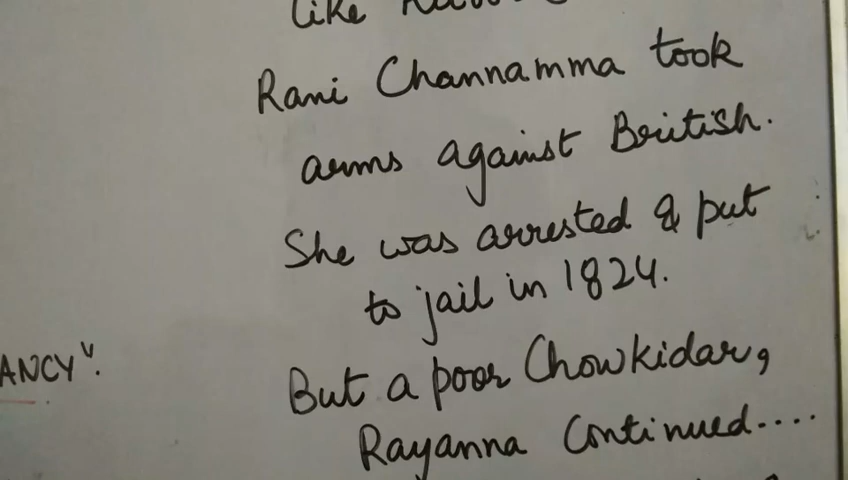 like
Rani Channamma took
arms against British.
She was arrested & put
to jail in 1824.
ANCY".
But a poor Chowkidar,
Rayanna Continued....